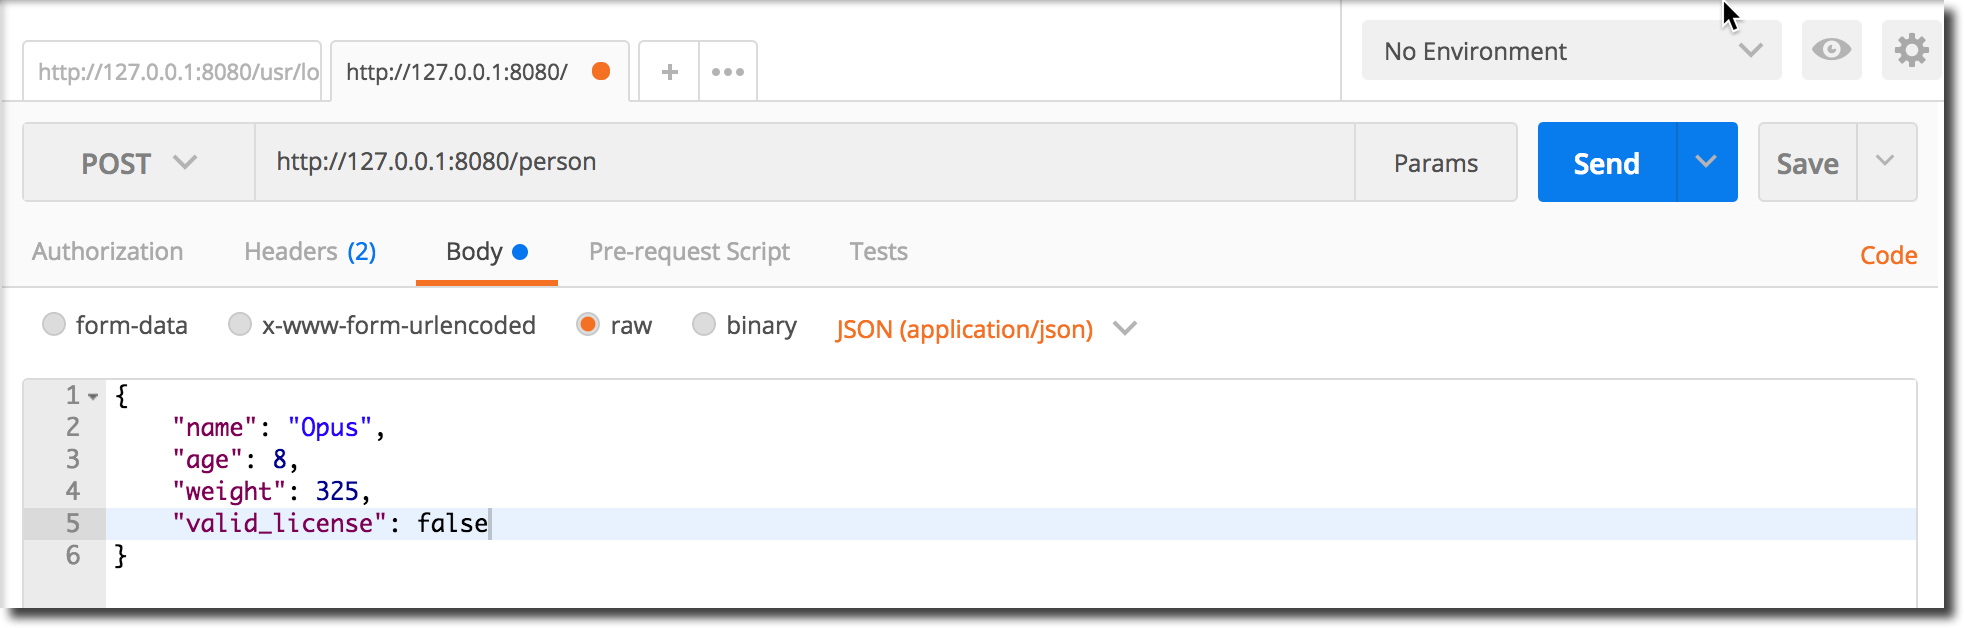 http://127.0.0.1:8080/usr/lo http://127.0.0.1:8080/ + No Environment
POST http://127.0.0.1:8080/person Params Send Save
Authorization Headers (2) Body Pre-request Script Tests Code
form-data x-www-form-urlencoded raw binary JSON (application/json)
1 {
2 "name": "Opus",
3 "age": 8,
4 "weight": 325,
5 "valid_license": false
6 }